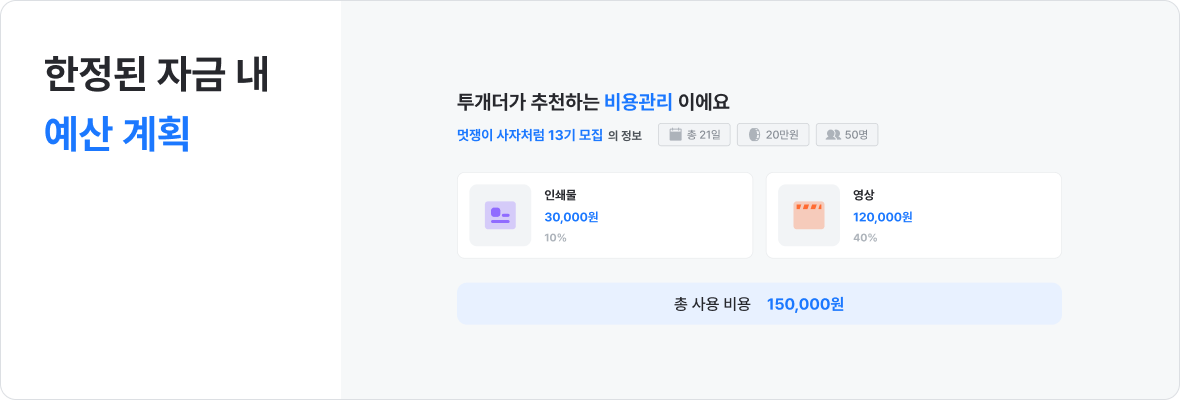 한정된 자금 내
예산 계획
투개더가 추천하는 비용관리 이에요
멋쟁이 사자처럼 13기 모집 의 정보 총 21일 20만원 50명
인쇄물
30,000원
10%
영상
120,000원
40%
총 사용 비용 150,000원